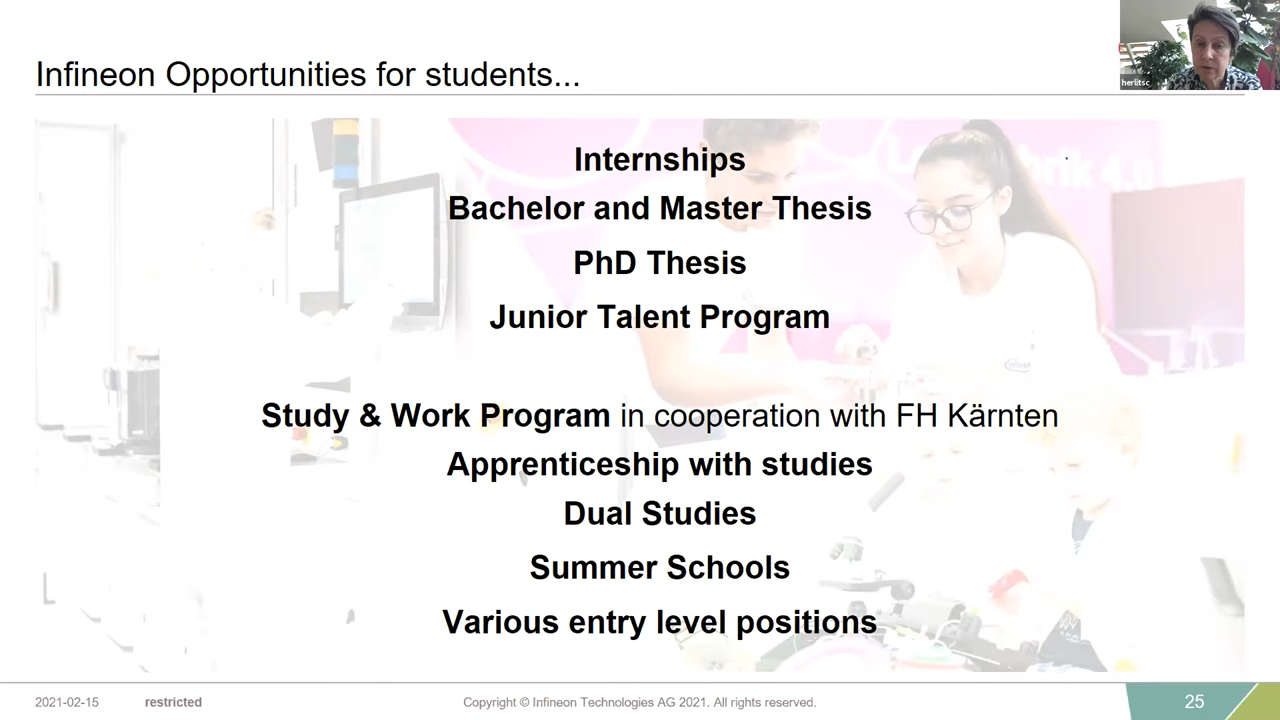 Infineon Opportunities for students...
herlitsc
Internships
Bachelor and Master Thesis
PhD Thesis
Junior Talent Program
Study & Work Program in cooperation with FH Kärnten
Apprenticeship with studies
Dual Studies
Summer Schools
Various entry level positions
2021-02-15 restricted Copyright © Infineon Technologies AG 2021. All rights reserved. 25